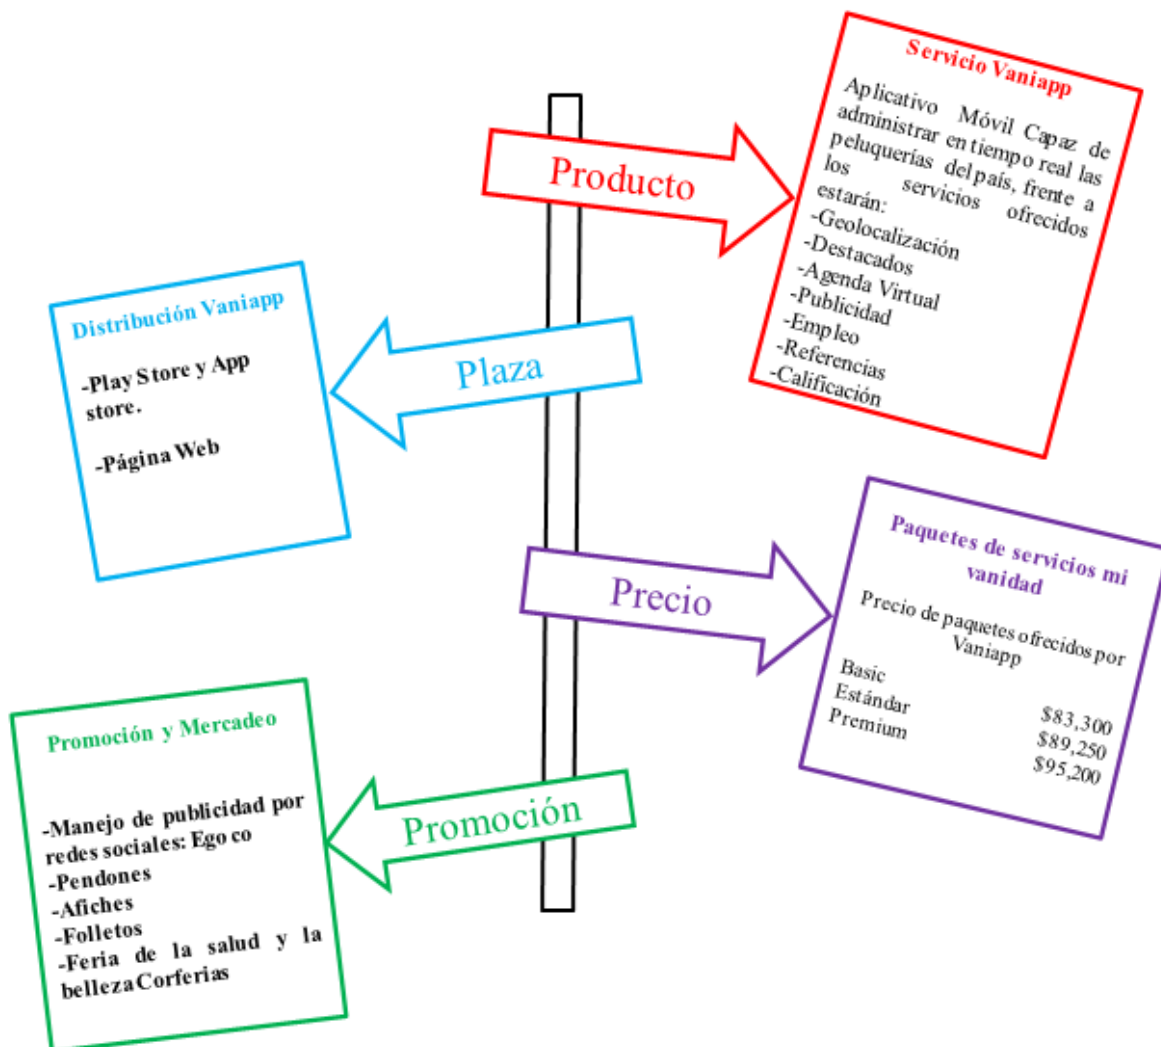 Servicio Vaniapp
Aplicativo Móvil Capaz de
administrar en tiempo real las
peluquerías del país, frente a
los servicios ofrecidos
estarán:
-Geolocalización
-Destacados
-Agenda Virtual
-Publicidad
-Empleo
-Referencias
-Calificación
Producto
Distribución Vaniapp
-Play Store y App
store.
-Página Web
Plaza
Precio
Paquetes de servicios mi
vanidad
Precio de paquetes ofrecidos por
Vaniapp
Basic $83,300
Estándar $89,250
Premium $95,200
Promoción y Mercadeo
-Manejo de publicidad por
redes sociales: Ego co
-Pendones
-Afiches
-Folletos
-Feria de la salud y la
belleza Corferias
Promoción